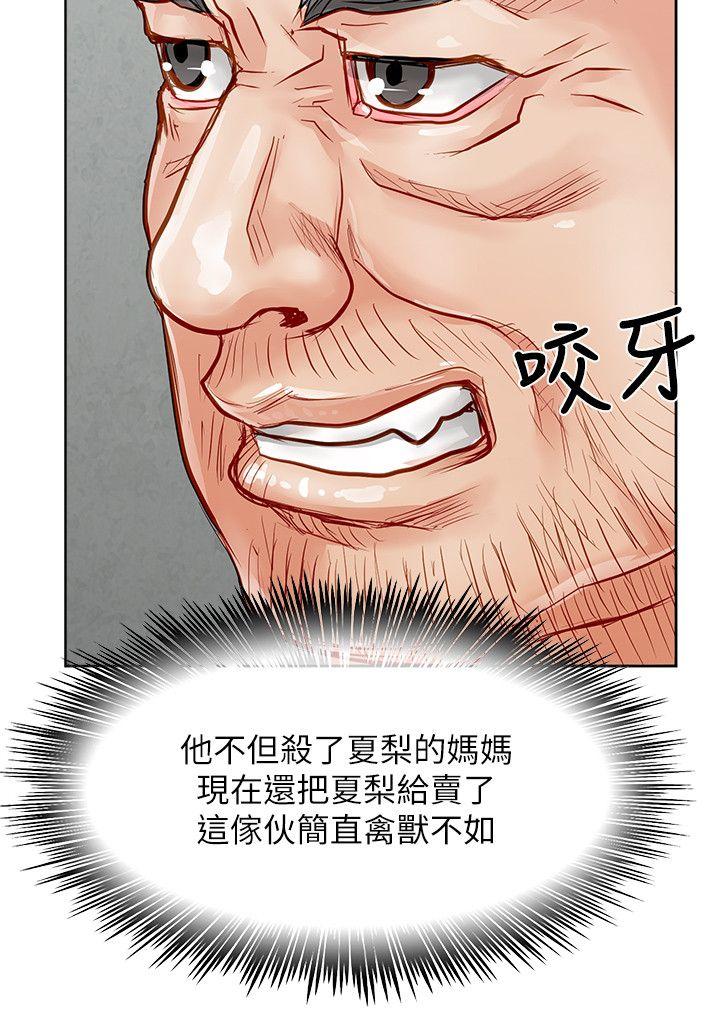 咬牙
他不但殺了夏梨的媽媽
現在還把夏梨給賣了
這傢伙簡直禽獸不如